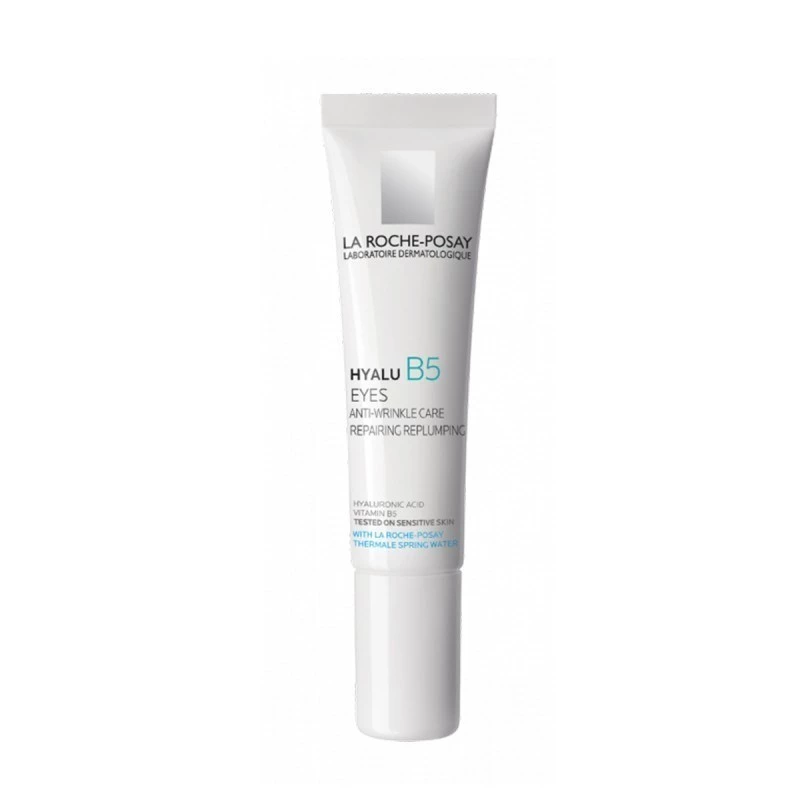 LA ROCHE-POSAY
LABORATOIRE DERMATOLOGIQUE
HYALU B5
EYES
ANTI-WRINKLE CARE
REPAIRING REPLUMPING
HYALURONIC ACID
VITAMIN B5
TESTED ON SENSITIVE SKIN
WITH LA ROCHE-POSAY
THERMALE SPRING WATER